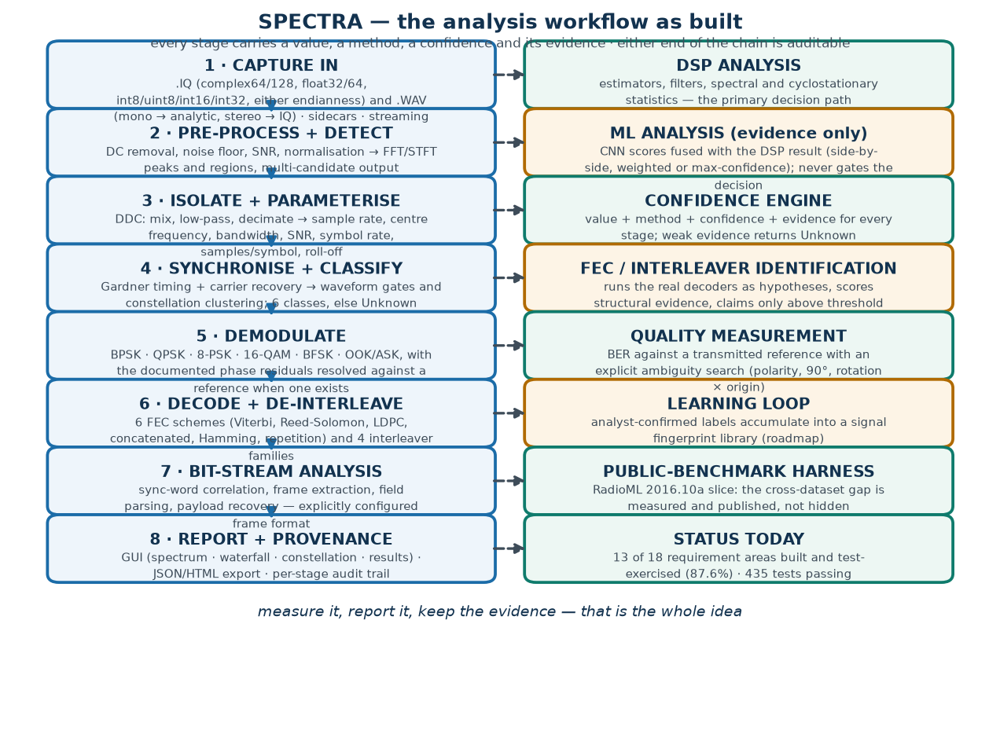 SPECTRA — the analysis workflow as built
every stage carries a value, a method, a confidence and its evidence · either end of the chain is auditable
1 · CAPTURE IN
.IQ (complex64/128, float32/64,
int8/uint8/int16/int32, either endianness) and .WAV
(mono → analytic, stereo → IQ) · sidecars · streaming
DSP ANALYSIS
estimators, filters, spectral and cyclostationary
statistics — the primary decision path
2 · PRE-PROCESS + DETECT
DC removal, noise floor, SNR, normalisation → FFT/STFT
peaks and regions, multi-candidate output
ML ANALYSIS (evidence only)
CNN scores fused with the DSP result (side-by-
side, weighted or max-confidence); never gates the
decision
3 · ISOLATE + PARAMETERISE
DDC: mix, low-pass, decimate → sample rate, centre
frequency, bandwidth, SNR, symbol rate,
samples/symbol, roll-off
CONFIDENCE ENGINE
value + method + confidence + evidence for every
stage; weak evidence returns Unknown
4 · SYNCHRONISE + CLASSIFY
Gardner timing + carrier recovery → waveform gates and
constellation clustering; 6 classes, else Unknown
FEC / INTERLEAVER IDENTIFICATION
runs the real decoders as hypotheses, scores
structural evidence, claims only above threshold
5 · DEMODULATE
BPSK · QPSK · 8-PSK · 16-QAM · BFSK · OOK/ASK, with
the documented phase residuals resolved against a
reference when one exists
QUALITY MEASUREMENT
BER against a transmitted reference with an
explicit ambiguity search (polarity, 90°, rotation
× origin)
6 · DECODE + DE-INTERLEAVE
6 FEC schemes (Viterbi, Reed-Solomon, LDPC,
concatenated, Hamming, repetition) and 4 interleaver
families
LEARNING LOOP
analyst-confirmed labels accumulate into a signal
fingerprint library (roadmap)
7 · BIT-STREAM ANALYSIS
sync-word correlation, frame extraction, field
parsing, payload recovery — explicitly configured
frame format
PUBLIC-BENCHMARK HARNESS
RadioML 2016.10a slice: the cross-dataset gap is
measured and published, not hidden
8 · REPORT + PROVENANCE
GUI (spectrum · waterfall · constellation · results) ·
JSON/HTML export · per-stage audit trail
STATUS TODAY
13 of 18 requirement areas built and test-
exercised (87.6%) · 435 tests passing
measure it, report it, keep the evidence — that is the whole idea